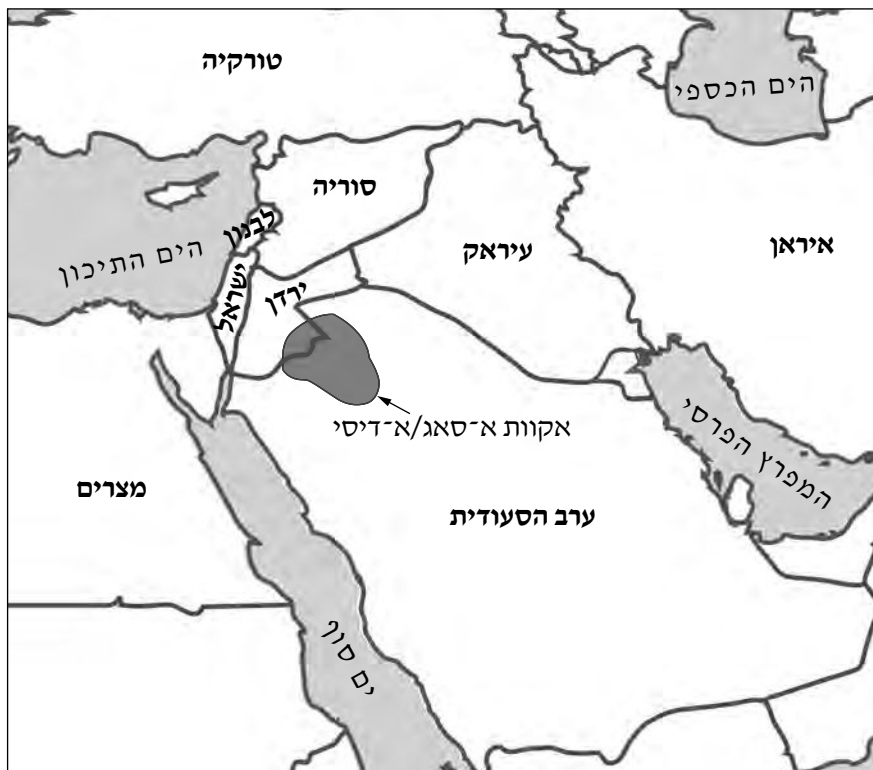 טורקיה
הים הכספי
סוריה
לבנון
הים התיכון
עיראק
איראן
ישראל
ירדן
אקוות א־סאג/א־דיסי
המפרץ הפרסי
מצרים
ערב הסעודית
ים סוף